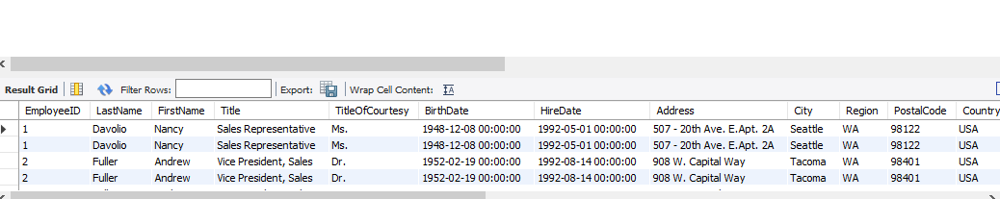 Result Grid Filter Rows: Export: Wrap Cell Content:
EmployeeID LastName FirstName Title TitleOfCourtesy BirthDate HireDate Address City Region PostalCode Country
1 Davolio Nancy Sales Representative Ms. 1948-12-08 00:00:00 1992-05-01 00:00:00 507 - 20th Ave. E.Apt. 2A Seattle WA 98122 USA
1 Davolio Nancy Sales Representative Ms. 1948-12-08 00:00:00 1992-05-01 00:00:00 507 - 20th Ave. E.Apt. 2A Seattle WA 98122 USA
2 Fuller Andrew Vice President, Sales Dr. 1952-02-19 00:00:00 1992-08-14 00:00:00 908 W. Capital Way Tacoma WA 98401 USA
2 Fuller Andrew Vice President, Sales Dr. 1952-02-19 00:00:00 1992-08-14 00:00:00 908 W. Capital Way Tacoma WA 98401 USA